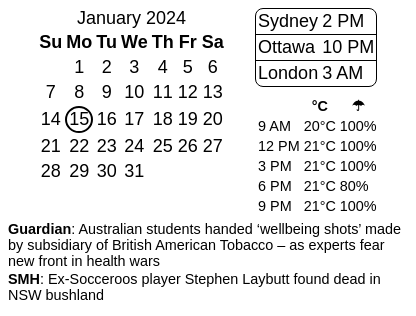 January 2024
Su Mo Tu We Th Fr Sa
1 2 3 4 5 6
7 8 9 10 11 12 13
14 15 16 17 18 19 20
21 22 23 24 25 26 27
28 29 30 31
Sydney 2 PM
Ottawa 10 PM
London 3 AM
°C ☂
9 AM 20°C 100%
12 PM 21°C 100%
3 PM 21°C 100%
6 PM 21°C 80%
9 PM 21°C 100%
Guardian: Australian students handed ‘wellbeing shots’ made
by subsidiary of British American Tobacco – as experts fear
new front in health wars
SMH: Ex-Socceroos player Stephen Laybutt found dead in
NSW bushland